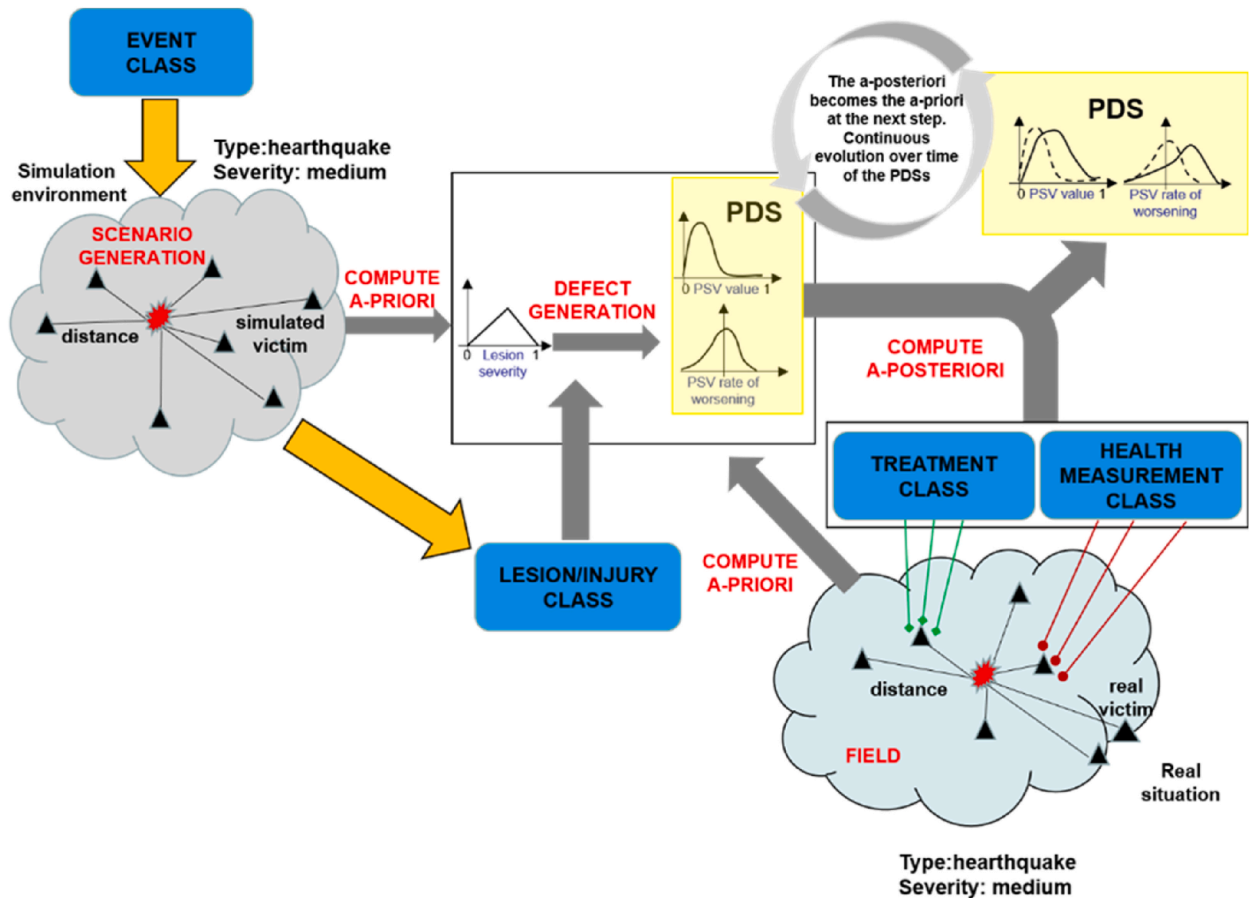 EVENT
CLASS
Type:hearthquake
Severity: medium
Simulation
environment
SCENARIO
GENERATION
distance
simulated
victim
COMPUTE
A-PRIORI
0
Lesion
severity
1
DEFECT
GENERATION
PDS
0 PSV value 1
PSV rate of
worsening
The a-posteriori
becomes the a-priori
at the next step.
Continuous
evolution over time
of the PDSs
PDS
0 PSV value 1
PSV rate of
worsening
COMPUTE
A-POSTERIORI
TREATMENT
CLASS
HEALTH
MEASUREMENT
CLASS
LESION/INJURY
CLASS
COMPUTE
A-PRIORI
distance
real
victim
FIELD
Real
situation
Type:hearthquake
Severity: medium